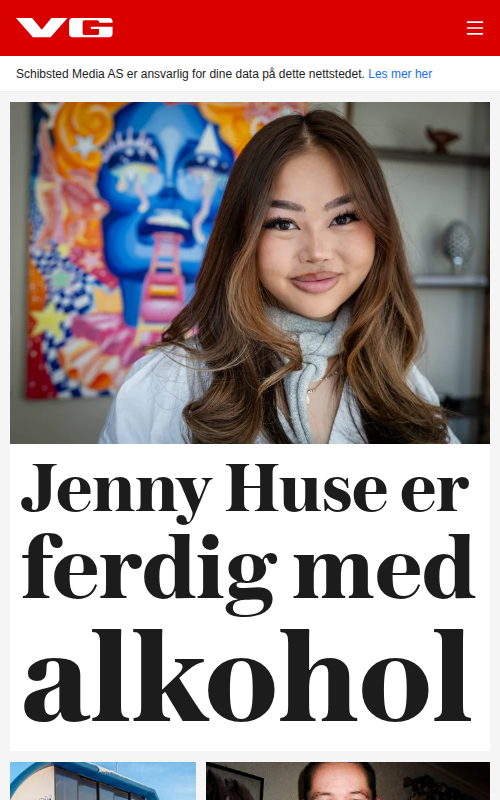 VG
Schibsted Media AS er ansvarlig for dine data på dette nettstedet. Les mer her
Jenny Huse er
ferdig med
alkohol